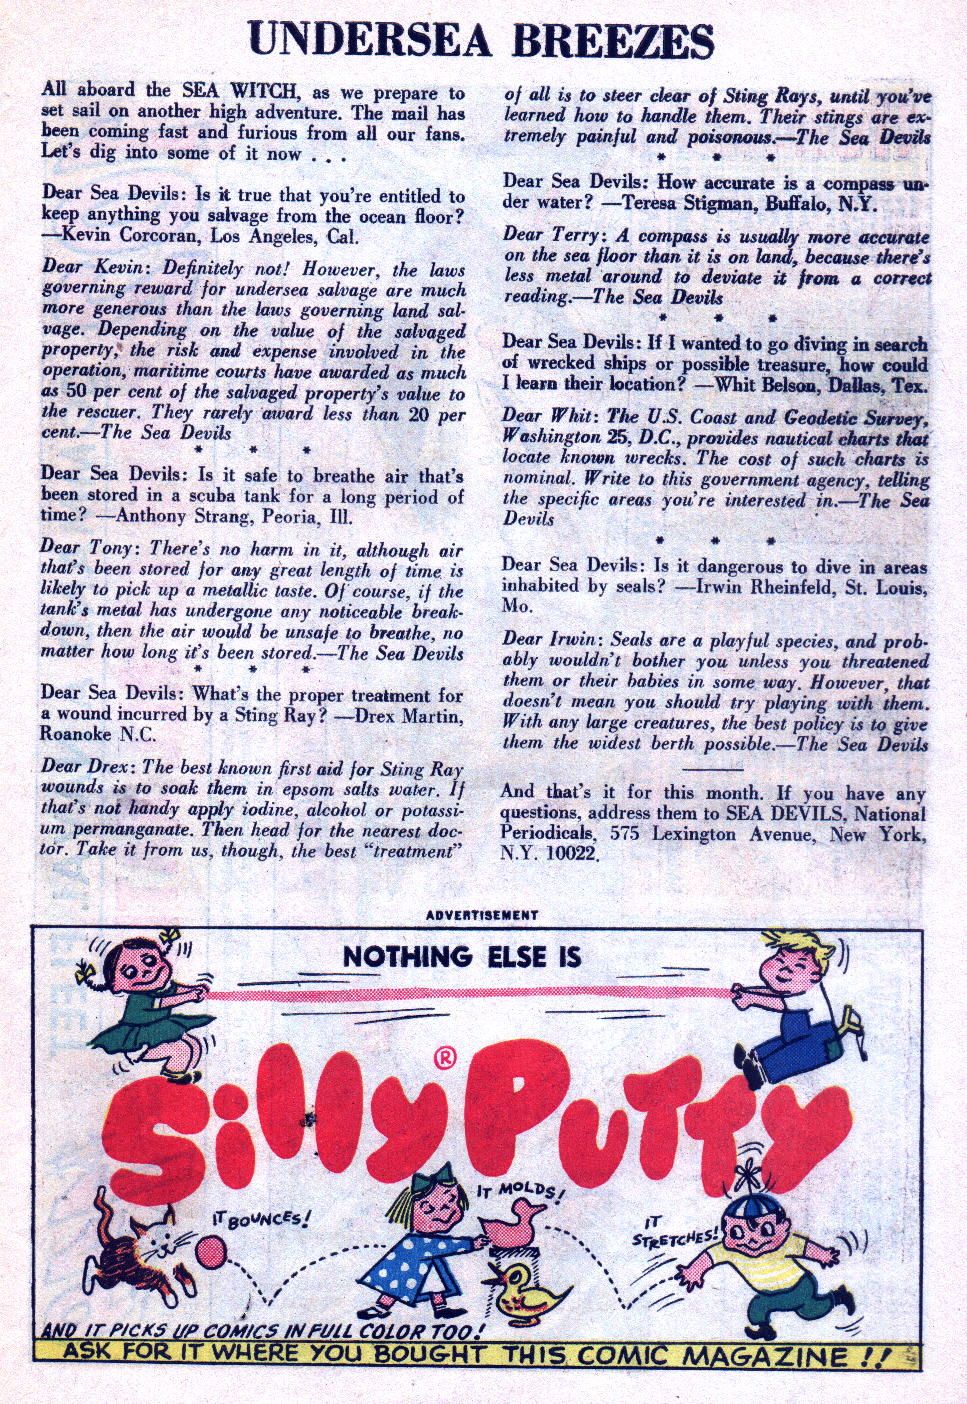 UNDERSEA BREEZES
All aboard the SEA WITCH, as we prepare to
set sail on another high adventure. The mail has
been coming fast and furious from all our fans.
Let's dig into some of it now . . .
Dear Sea Devils: Is it true that you're entitled to
keep anything you salvage from the ocean floor?
—Kevin Corcoran, Los Angeles, Cal.
Dear Kevin: Definitely not! However, the laws
governing reward for undersea salvage are much
more generous than the laws governing land sal-
vage. Depending on the value of the salvaged
property, the risk and expense involved in the
operation, maritime courts have awarded as much
as 50 per cent of the salvaged property's value to
the rescuer. They rarely award less than 20 per
cent.—The Sea Devils
* * *
Dear Sea Devils: Is it safe to breathe air that's
been stored in a scuba tank for a long period of
time? —Anthony Strang, Peoria, Ill.
Dear Tony: There's no harm in it, although air
that's been stored for any great length of time is
likely to pick up a metallic taste. Of course, if the
tank's metal has undergone any noticeable break-
down, then the air would be unsafe to breathe, no
matter how long it's been stored.—The Sea Devils
* * *
Dear Sea Devils: What's the proper treatment for
a wound incurred by a Sting Ray? —Drex Martin,
Roanoke N.C.
Dear Drex: The best known first aid for Sting Ray
wounds is to soak them in epsom salts water. If
that's not handy apply iodine, alcohol or potassi-
um permanganate. Then head for the nearest doc-
tor. Take it from us, though, the best "treatment"
of all is to steer clear of Sting Rays, until you've
learned how to handle them. Their stings are ex-
tremely painful and poisonous.—The Sea Devils
* * *
Dear Sea Devils: How accurate is a compass un-
der water? —Teresa Stigman, Buffalo, N.Y.
Dear Terry: A compass is usually more accurate
on the sea floor than it is on land, because there's
less metal around to deviate it from a correct
reading.—The Sea Devils
* * *
Dear Sea Devils: If I wanted to go diving in search
of wrecked ships or possible treasure, how could
I learn their location? —Whit Belson, Dallas, Tex.
Dear Whit: The U.S. Coast and Geodetic Survey,
Washington 25, D.C., provides nautical charts that
locate known wrecks. The cost of such charts is
nominal. Write to this government agency, telling
the specific areas you're interested in.—The Sea
Devils
* * *
Dear Sea Devils: Is it dangerous to dive in areas
inhabited by seals? —Irwin Rheinfeld, St. Louis,
Mo.
Dear Irwin: Seals are a playful species, and prob-
ably wouldn't bother you unless you threatened
them or their babies in some way. However, that
doesn't mean you should try playing with them.
With any large creatures, the best policy is to give
them the widest berth possible.—The Sea Devils
And that's it for this month. If you have any
questions, address them to SEA DEVILS, National
Periodicals, 575 Lexington Avenue, New York,
N.Y. 10022.
ADVERTISEMENT
NOTHING ELSE IS
Silly Putty®
IT BOUNCES!
IT MOLDS!
IT
STRETCHES!
AND IT PICKS UP COMICS IN FULL COLOR TOO!
ASK FOR IT WHERE YOU BOUGHT THIS COMIC MAGAZINE !!